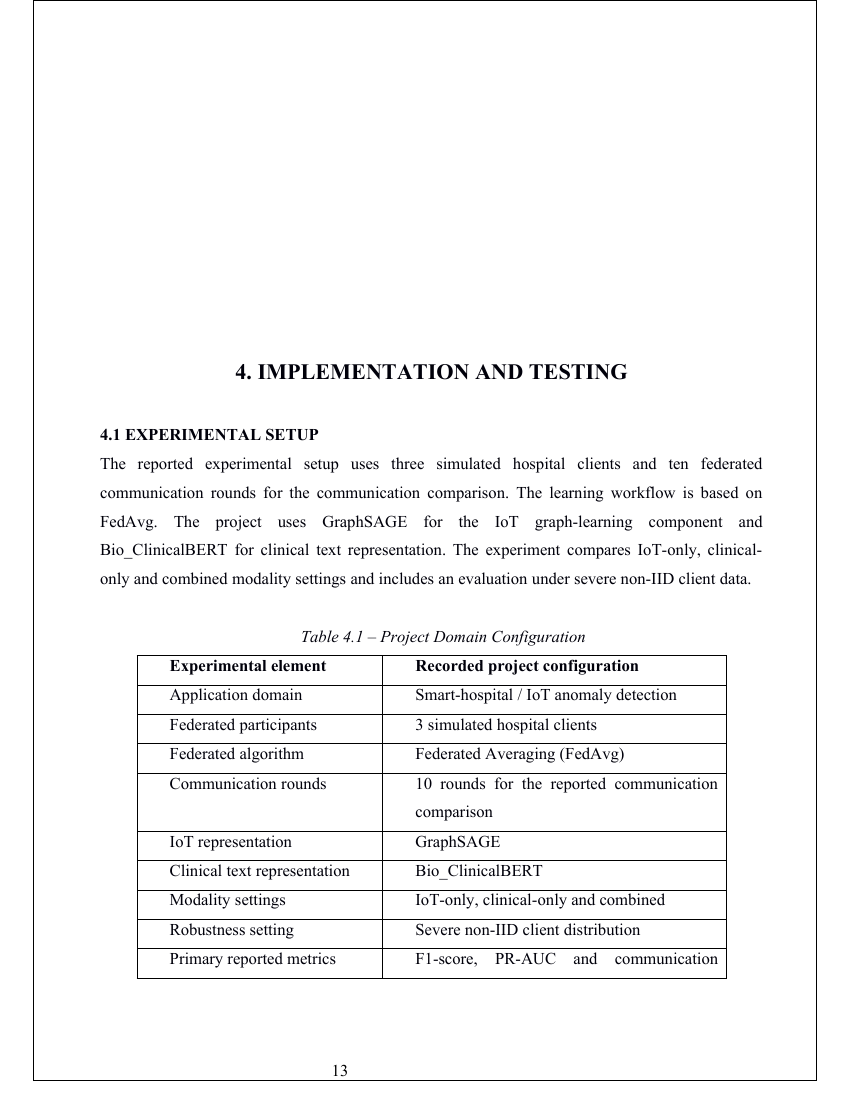 4. IMPLEMENTATION AND TESTING
4.1 EXPERIMENTAL SETUP
The reported experimental setup uses three simulated hospital clients and ten federated
communication rounds for the communication comparison. The learning workflow is based on
FedAvg. The project uses GraphSAGE for the IoT graph-learning component and
Bio_ClinicalBERT for clinical text representation. The experiment compares IoT-only, clinical-
only and combined modality settings and includes an evaluation under severe non-IID client data.
Table 4.1 – Project Domain Configuration
Experimental element Recorded project configuration
Application domain Smart-hospital / IoT anomaly detection
Federated participants 3 simulated hospital clients
Federated algorithm Federated Averaging (FedAvg)
Communication rounds 10 rounds for the reported communication
comparison
IoT representation GraphSAGE
Clinical text representation Bio_ClinicalBERT
Modality settings IoT-only, clinical-only and combined
Robustness setting Severe non-IID client distribution
Primary reported metrics F1-score, PR-AUC and communication
13